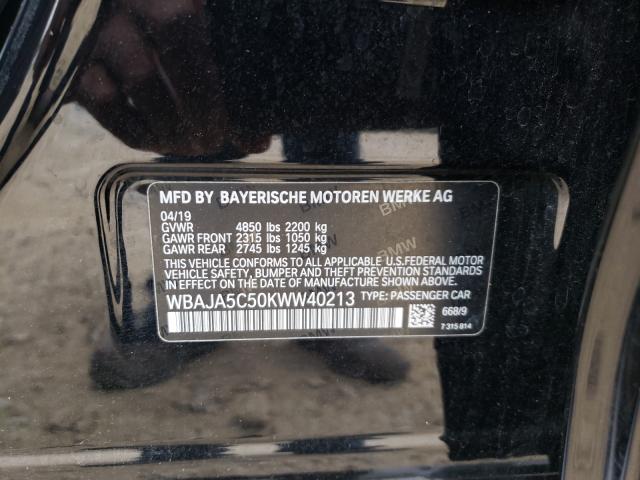 MFD BY BAYERISCHE MOTOREN WERKE AG
04/19
GVWR 4850 lbs 2200 kg
GAWR FRONT 2315 lbs 1050 kg
GAWR REAR 2745 lbs 1245 kg
THIS VEHICLE CONFORMS TO ALL APPLICABLE U.S.FEDERAL MOTOR
VEHICLE SAFETY, BUMPER, AND THEFT PREVENTION STANDARDS
IN EFFECT ON THE DATE OF MANUFACTURE SHOWN ABOVE.
WBAJA5C50KWW40213 TYPE: PASSENGER CAR
668/9
7 315 814
BMW
BMW
BMW